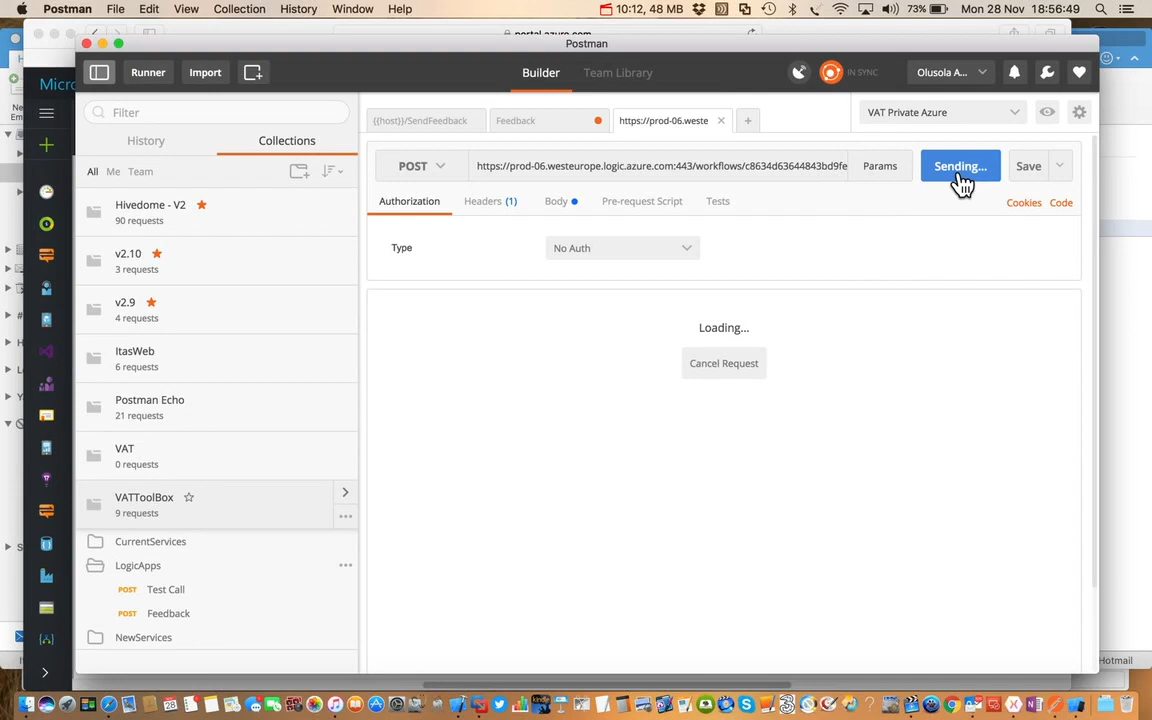 Postman File Edit View Collection History Window Help 10:12, 48 MB 73% Mon 28 Nov 18:56:49
portal.azure.com
Postman
Micro
Runner Import Builder Team Library IN SYNC Olusola A...
Filter
{{host}}/SendFeedback Feedback https://prod-06.weste VAT Private Azure
History Collections
All Me Team
POST https://prod-06.westeurope.logic.azure.com:443/workflows/c8634d63644843bd9fe Params Sending... Save
Authorization Headers (1) Body Pre-request Script Tests Cookies Code
Type No Auth
Hivedome - V2
90 requests
v2.10
3 requests
v2.9
4 requests
ItasWeb
6 requests
Postman Echo
21 requests
VAT
0 requests
VATToolBox
9 requests
CurrentServices
LogicApps
POST Test Call
POST Feedback
NewServices
Loading...
Cancel Request
Hotmail